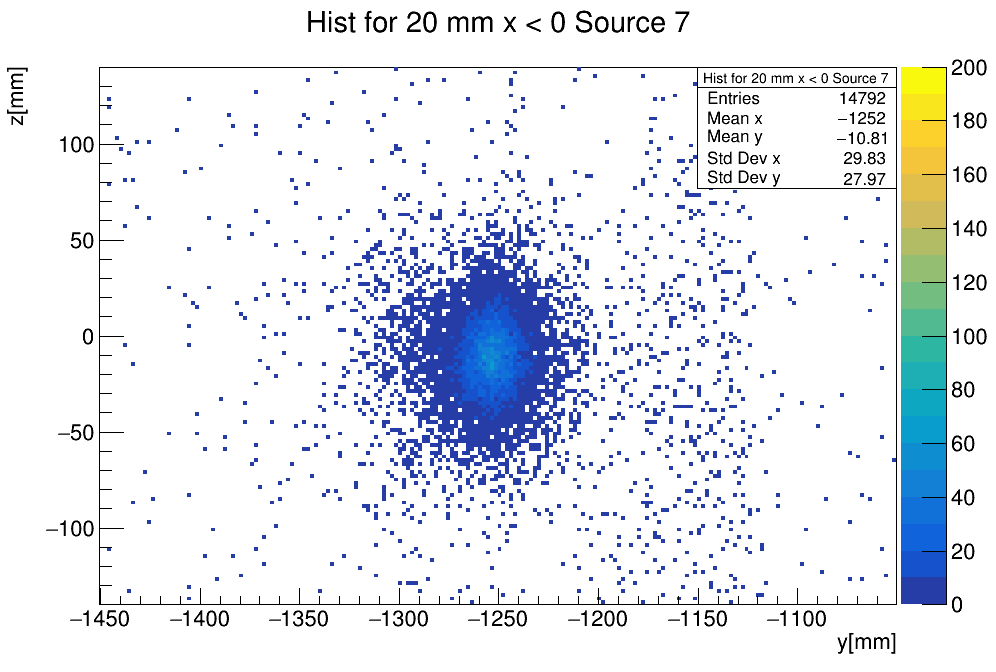 Hist for 20 mm x < 0 Source 7
z[mm]
Hist for 20 mm x < 0 Source 7
Entries 14792
Mean x −1252
Mean y −10.81
Std Dev x 29.83
Std Dev y 27.97
100
50
0
−50
−100
200
180
160
140
120
100
80
60
40
20
0
−1450 −1400 −1350 −1300 −1250 −1200 −1150 −1100
y[mm]